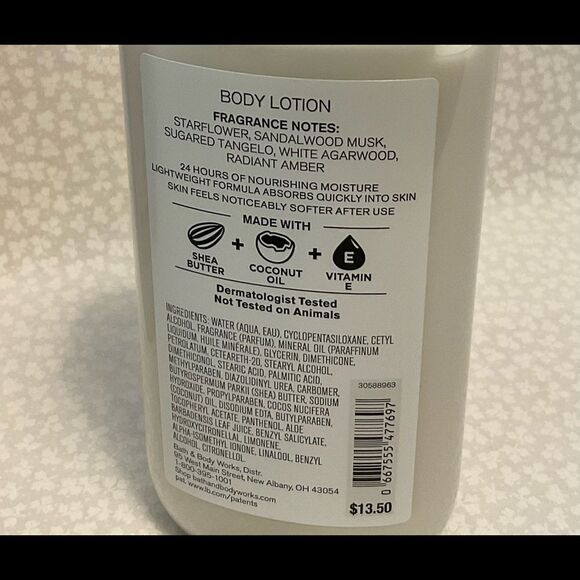 BODY LOTION
FRAGRANCE NOTES:
STARFLOWER, SANDALWOOD MUSK,
SUGARED TANGELO, WHITE AGARWOOD,
RADIANT AMBER
24 HOURS OF NOURISHING MOISTURE
LIGHTWEIGHT FORMULA ABSORBS QUICKLY INTO SKIN
SKIN FEELS NOTICEABLY SOFTER AFTER USE
MADE WITH
+ + E
SHEA
BUTTER
COCONUT
OIL
VITAMIN
E
Dermatologist Tested
Not Tested on Animals
INGREDIENTS: WATER (AQUA, EAU), CYCLOPENTASILOXANE, CETYL
ALCOHOL, FRAGRANCE (PARFUM), MINERAL OIL (PARAFFINUM
LIQUIDUM, HUILE MINÉRALE), GLYCERIN, DIMETHICONE,
PETROLATUM, CETEARETH-20, STEARYL ALCOHOL,
DIMETHICONOL, STEARIC ACID, PALMITIC ACID,
METHYLPARABEN, DIAZOLIDINYL UREA, CARBOMER,
BUTYROSPERMUM PARKII (SHEA) BUTTER, SODIUM
HYDROXIDE, PROPYLPARABEN, COCOS NUCIFERA
(COCONUT) OIL, DISODIUM EDTA, BUTYLPARABEN,
TOCOPHERYL ACETATE, PANTHENOL, ALOE
BARBADENSIS LEAF JUICE, BENZYL SALICYLATE,
HYDROXYCITRONELLAL, LIMONENE,
ALPHA-ISOMETHYL IONONE, LINALOOL, BENZYL
ALCOHOL, CITRONELLOL.
Bath & Body Works, Distr.
95 West Main Street, New Albany, OH 43054
1-800-395-1001
Shop bathandbodyworks.com
pat. www.lb.com/patents
30588963
0 667555 477697
$13.50